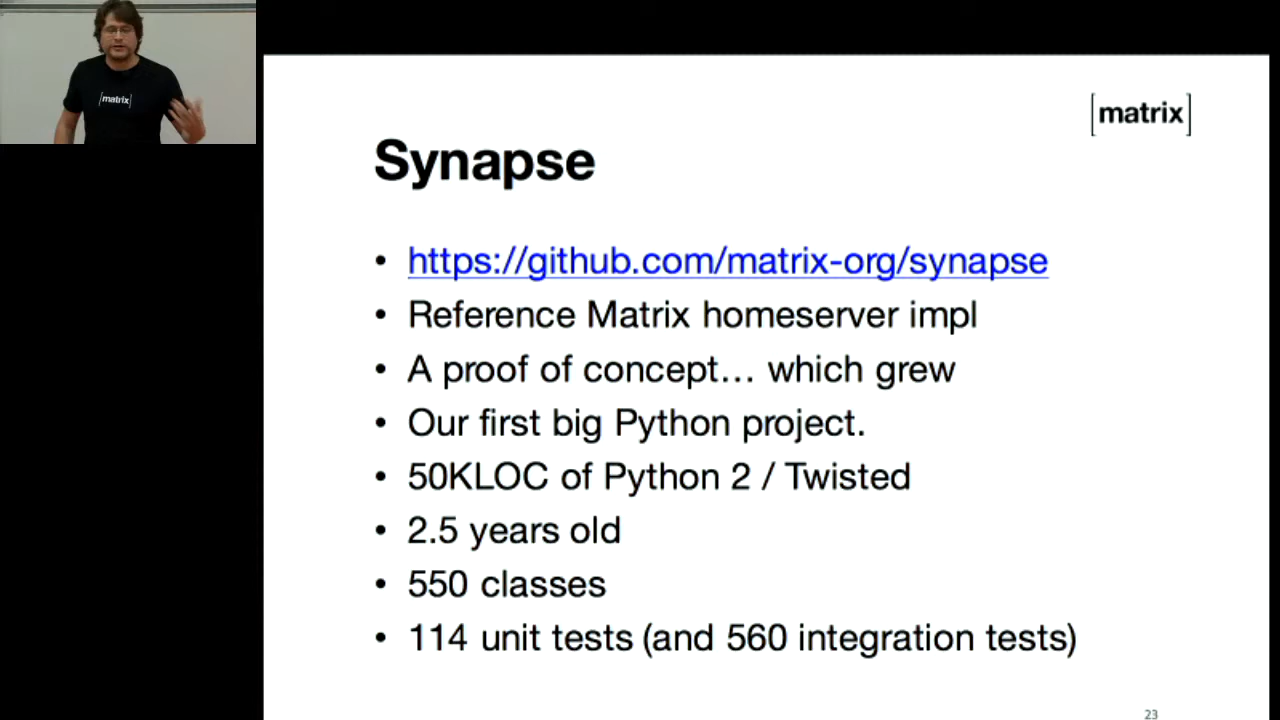 [matrix]
[matrix]
Synapse
• https://github.com/matrix-org/synapse
• Reference Matrix homeserver impl
• A proof of concept… which grew
• Our first big Python project.
• 50KLOC of Python 2 / Twisted
• 2.5 years old
• 550 classes
• 114 unit tests (and 560 integration tests)
23